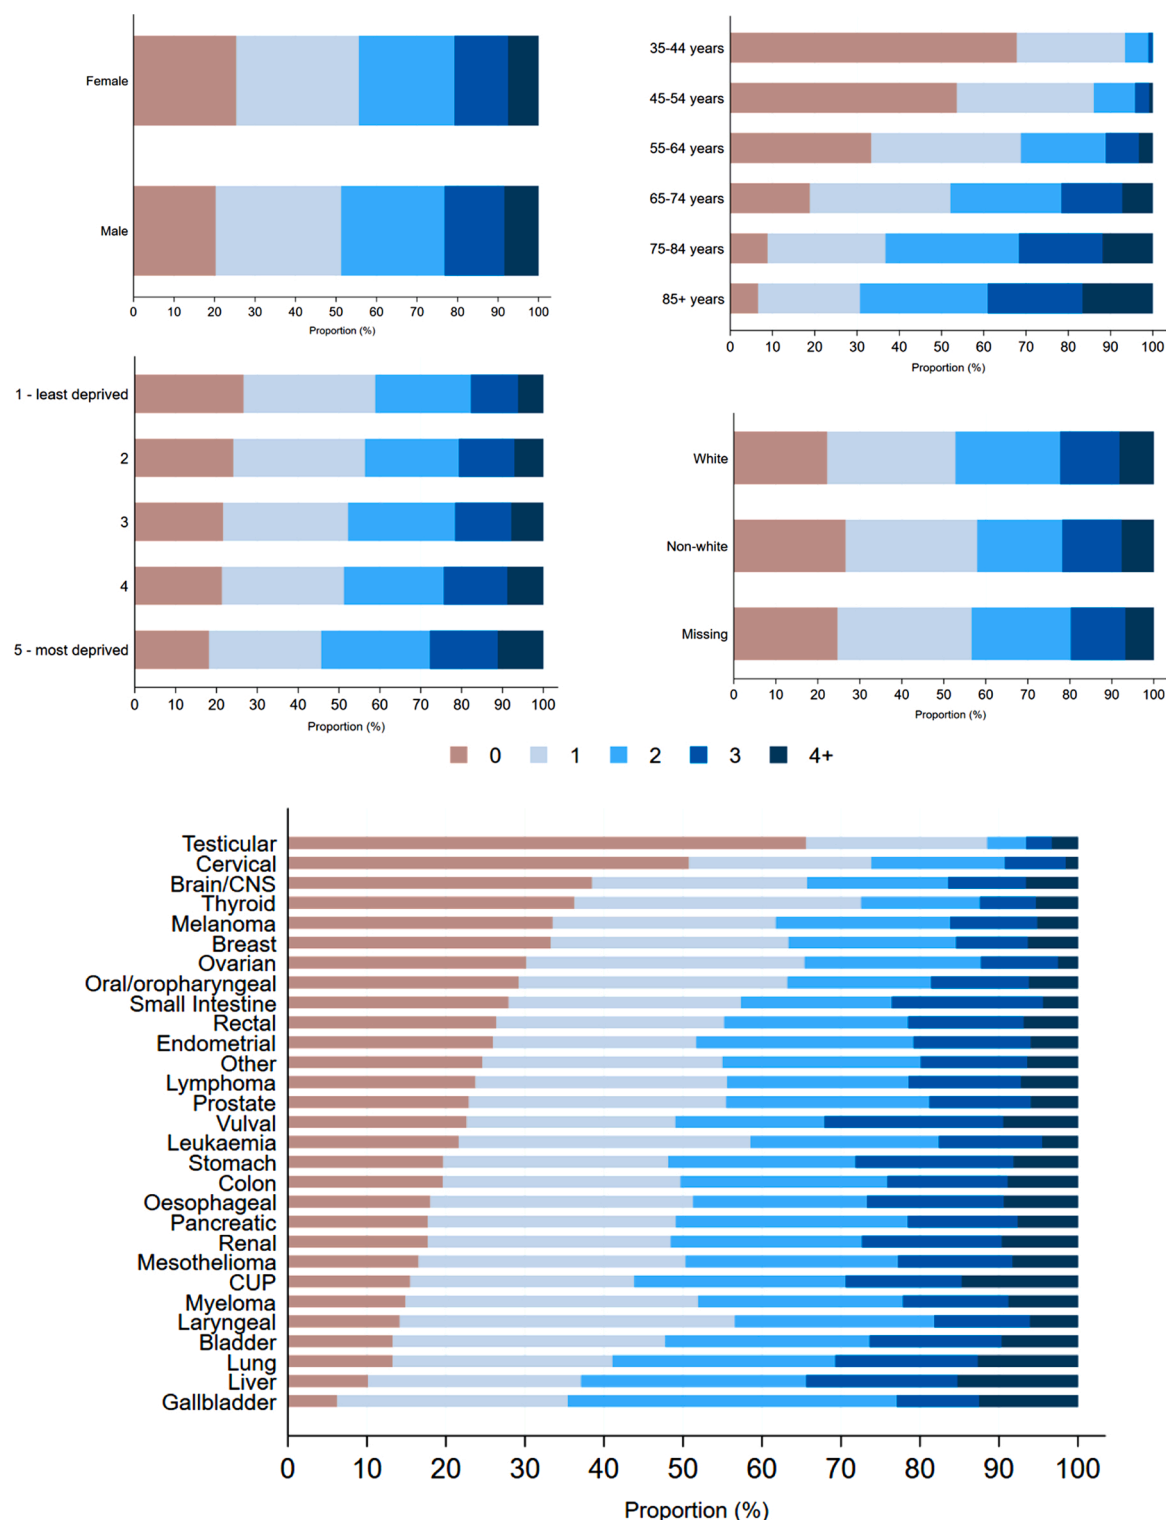 Female
Male
0 10 20 30 40 50 60 70 80 90 100
Proportion (%)
35-44 years
45-54 years
55-64 years
65-74 years
75-84 years
85+ years
0 10 20 30 40 50 60 70 80 90 100
Proportion (%)
1 - least deprived
2
3
4
5 - most deprived
0 10 20 30 40 50 60 70 80 90 100
Proportion (%)
White
Non-white
Missing
0 10 20 30 40 50 60 70 80 90 100
Proportion (%)
0 1 2 3 4+
Testicular
Cervical
Brain/CNS
Thyroid
Melanoma
Breast
Ovarian
Oral/oropharyngeal
Small Intestine
Rectal
Endometrial
Other
Lymphoma
Prostate
Vulval
Leukaemia
Stomach
Colon
Oesophageal
Pancreatic
Renal
Mesothelioma
CUP
Myeloma
Laryngeal
Bladder
Lung
Liver
Gallbladder
0 10 20 30 40 50 60 70 80 90 100
Proportion (%)